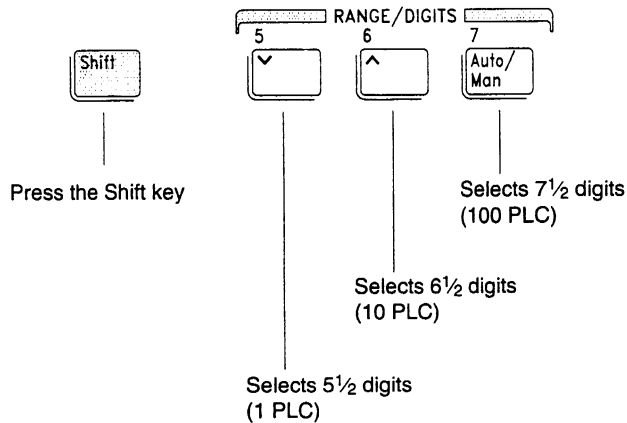 RANGE/DIGITS
5 6 7
Shift
∨
∧
Auto/
Man
Press the Shift key
Selects 7½ digits
(100 PLC)
Selects 6½ digits
(10 PLC)
Selects 5½ digits
(1 PLC)